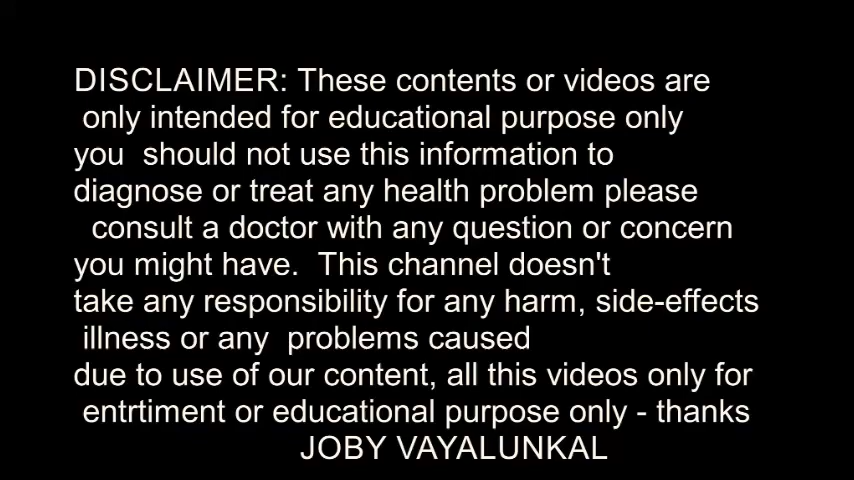 DISCLAIMER: These contents or videos are
only intended for educational purpose only
you  should not use this information to
diagnose or treat any health problem please
consult a doctor with any question or concern
you might have.  This channel doesn't
take any responsibility for any harm, side-effects
illness or any  problems caused
due to use of our content, all this videos only for
entrtiment or educational purpose only - thanks
JOBY VAYALUNKAL